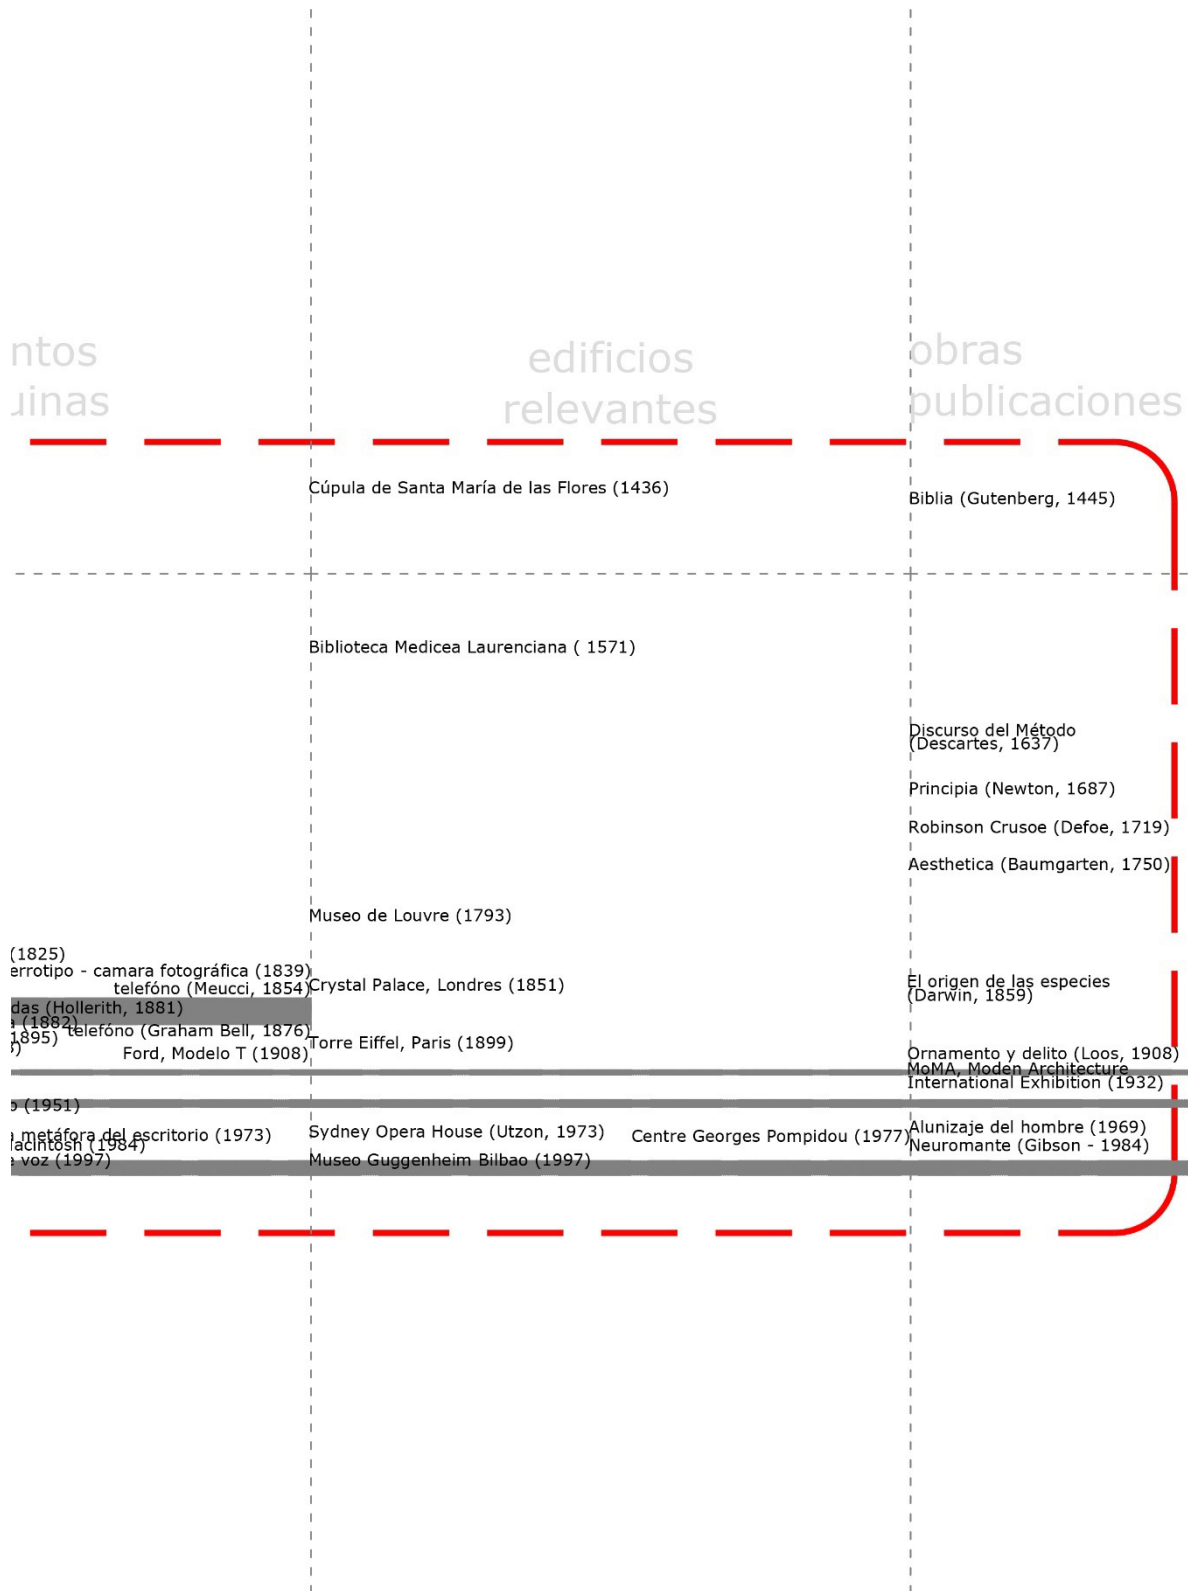 ntos
uinas
edificios
relevantes
obras
publicaciones
Cúpula de Santa María de las Flores (1436)
Biblia (Gutenberg, 1445)
Biblioteca Medicea Laurenciana ( 1571)
Discurso del Método
(Descartes, 1637)
Principia (Newton, 1687)
Robinson Crusoe (Defoe, 1719)
Aesthetica (Baumgarten, 1750)
Museo de Louvre (1793)
(1825)
errotipo - camara fotográfica (1839)
telefóno (Meucci, 1854)
Crystal Palace, Londres (1851)
El origen de las especies
(Darwin, 1859)
das (Hollerith, 1881)
(1882)
telefóno (Graham Bell, 1876)
1895)
Torre Eiffel, Paris (1899)
Ford, Modelo T (1908)
Ornamento y delito (Loos, 1908)
MoMA, Moden Architecture
International Exhibition (1932)
o (1951)
metáfora del escritorio (1973)
acintosh (1984)
e voz (1997)
Sydney Opera House (Utzon, 1973)
Centre Georges Pompidou (1977)
Alunizaje del hombre (1969)
Neuromante (Gibson - 1984)
Museo Guggenheim Bilbao (1997)